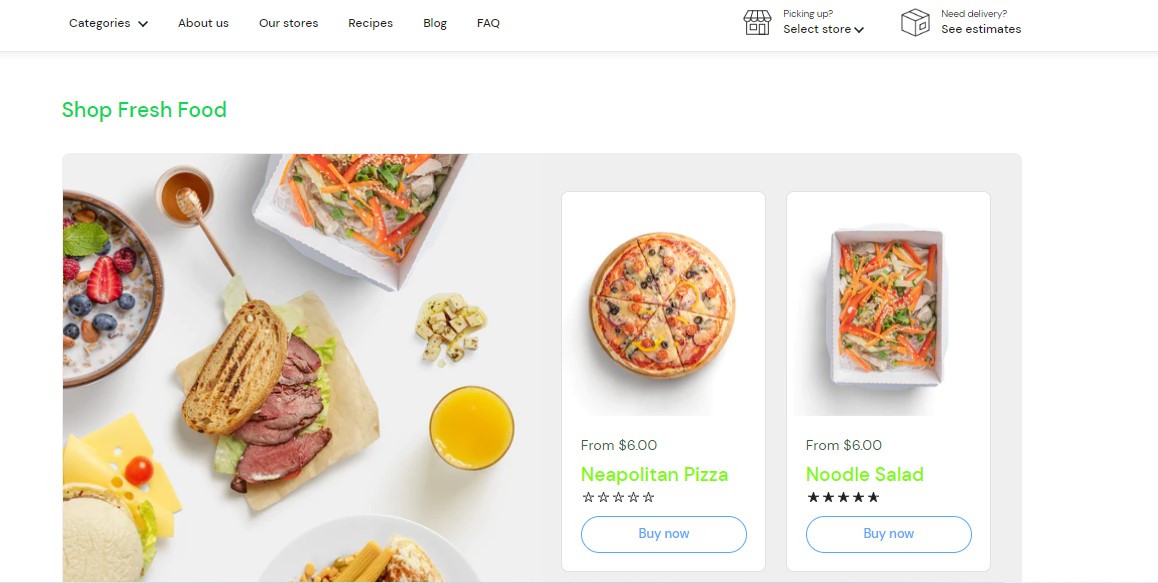 Categories
About us
Our stores
Recipes
Blog
FAQ
Picking up?
Select store
Need delivery?
See estimates
Shop Fresh Food
From $6.00
Neapolitan Pizza
Buy now
From $6.00
Noodle Salad
Buy now